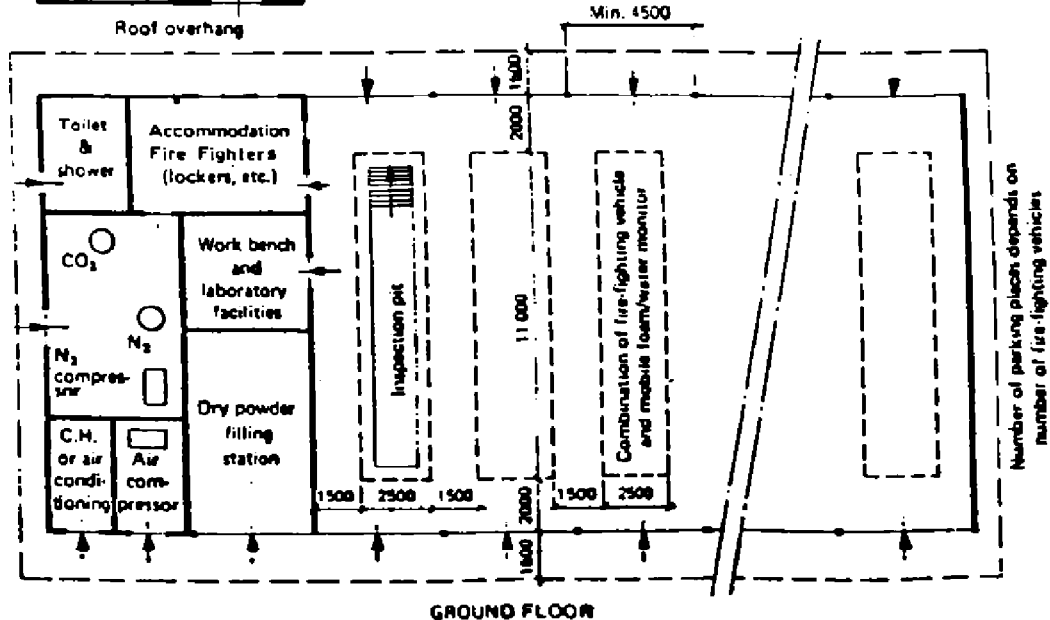 Roof overhang
Min. 4500
1800
2000
Toilet
&
shower
Accommodation
Fire Fighters
(lockers, etc.)
CO₂
Work bench
and
laboratory
facilities
N₂
N₂
compres-
sor
Dry powder
filling
station
C.H.
or air
condi-
tioning
Air
com-
pressor
Inspection pit
11 000
Combination of fire-fighting vehicle
and mobile foam/water monitor
1500
2500
1500
2000
1800
1500
2500
Number of parking places depends on
number of fire-fighting vehicles
GROUND FLOOR